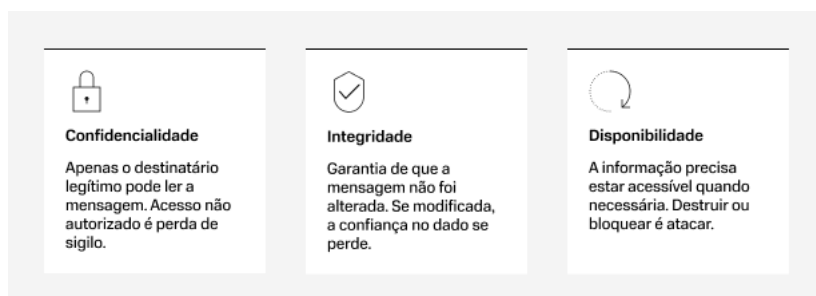 Confidencialidade
Apenas o destinatário
legítimo pode ler a
mensagem. Acesso não
autorizado é perda de
sigilo.
Integridade
Garantia de que a
mensagem não foi
alterada. Se modificada,
a confiança no dado se
perde.
Disponibilidade
A informação precisa
estar acessível quando
necessária. Destruir ou
bloquear é atacar.